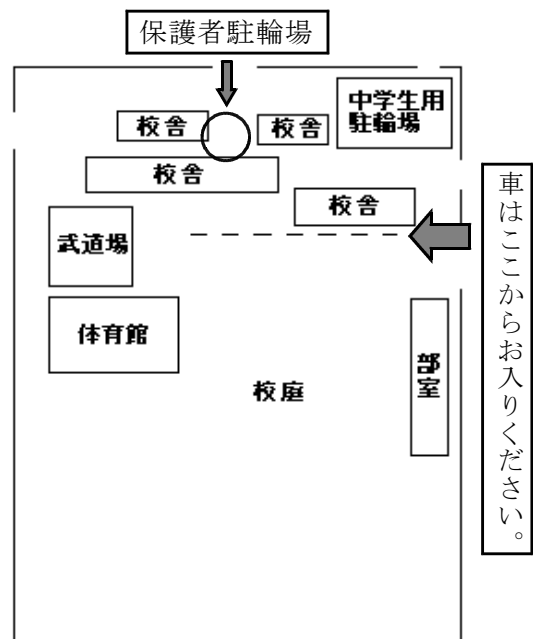 保護者駐輪場
中学生用
駐輪場
校舎
校舎
校舎
校舎
武道場
体育館
校庭
部室
車はここからお入りください。